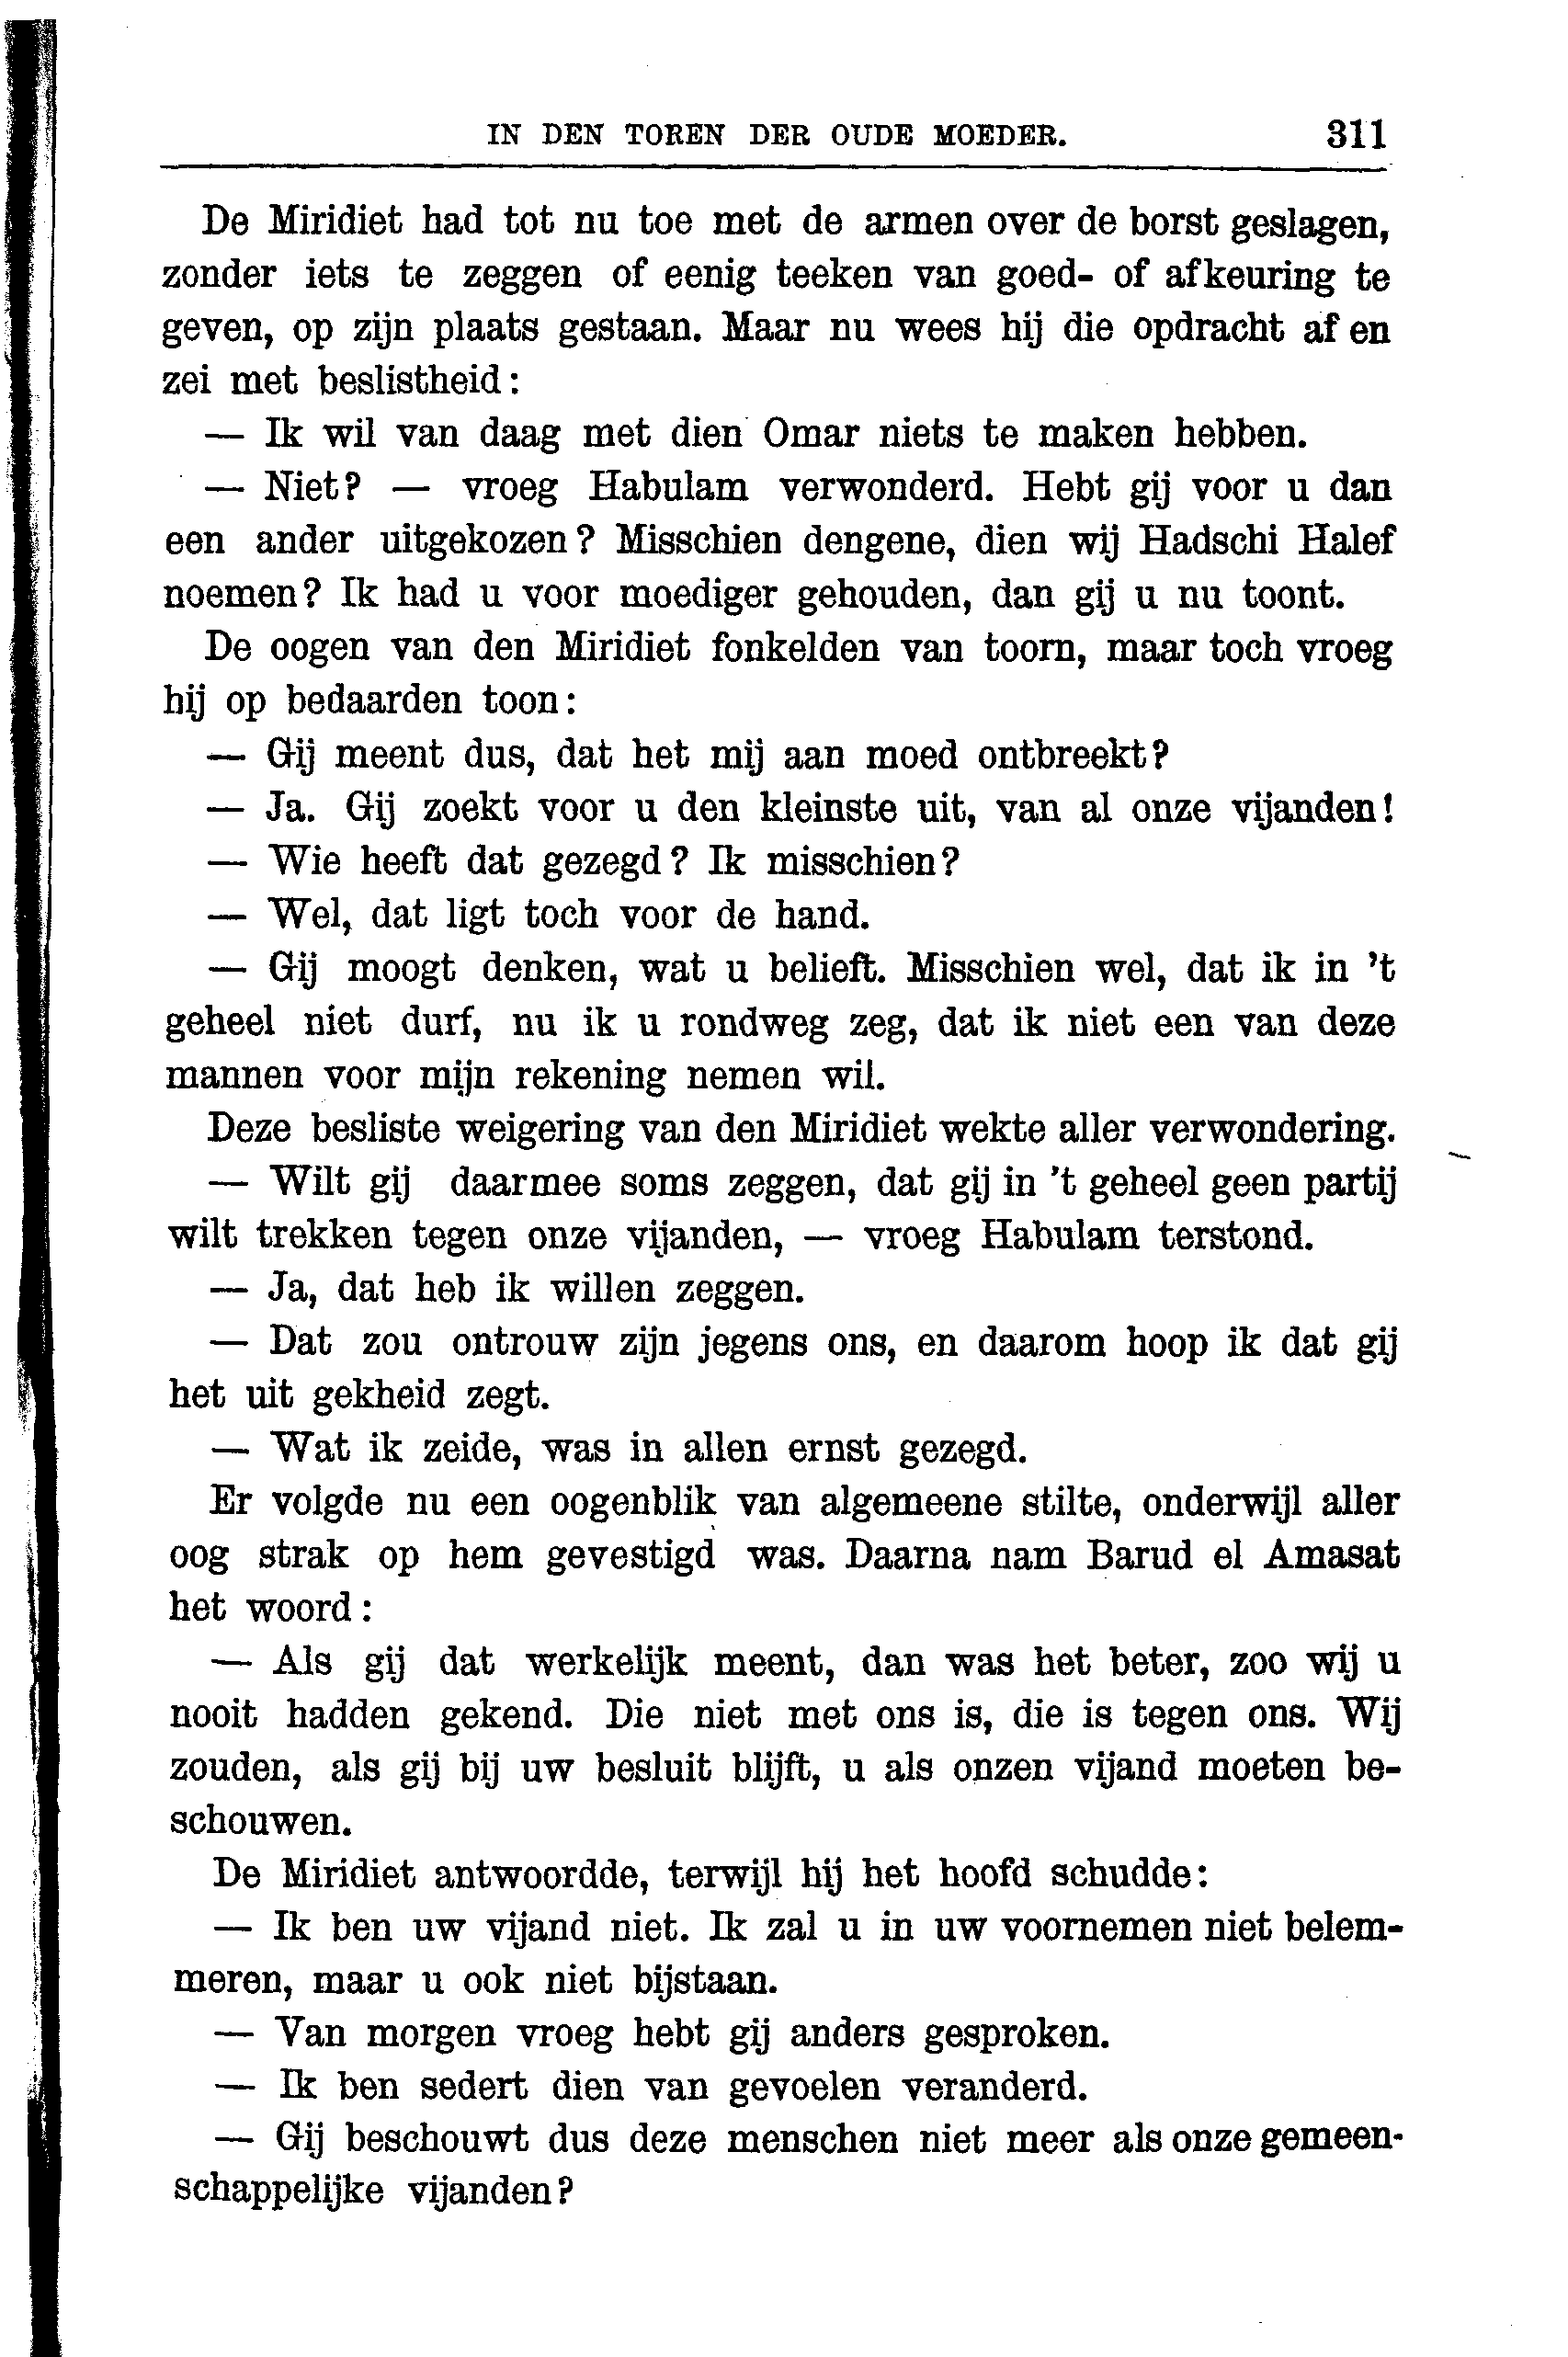 IN DEN TOREN DER OUDE MOEDER. 311
De Miridiet had tot nu toe met de armen over de borst geslagen,
zonder iets te zeggen of eenig teeken van goed- of afkeuring te
geven, op zijn plaats gestaan. Maar nu wees hij die opdracht af en
zei met beslistheid:
— Ik wil van daag met dien Omar niets te maken hebben.
— Niet? — vroeg Habulam verwonderd. Hebt gij voor u dan
een ander uitgekozen? Misschien dengene, dien wij Hadschi Halef
noemen? Ik had u voor moediger gehouden, dan gij u nu toont.
De oogen van den Miridiet fonkelden van toorn, maar toch vroeg
hij op bedaarden toon:
— Gij meent dus, dat het mij aan moed ontbreekt?
— Ja. Gij zoekt voor u den kleinste uit, van al onze vijanden!
— Wie heeft dat gezegd? Ik misschien?
— Wel, dat ligt toch voor de hand.
— Gij moogt denken, wat u belieft. Misschien wel, dat ik in 't
geheel niet durf, nu ik u rondweg zeg, dat ik niet een van deze
mannen voor mijn rekening nemen wil.
Deze besliste weigering van den Miridiet wekte aller verwondering.
— Wilt gij daarmee soms zeggen, dat gij in 't geheel geen partij
wilt trekken tegen onze vijanden, — vroeg Habulam terstond.
— Ja, dat heb ik willen zeggen.
— Dat zou ontrouw zijn jegens ons, en daarom hoop ik dat gij
het uit gekheid zegt.
— Wat ik zeide, was in allen ernst gezegd.
Er volgde nu een oogenblik van algemeene stilte, onderwijl aller
oog strak op hem gevestigd was. Daarna nam Barud el Amasat
het woord:
— Als gij dat werkelijk meent, dan was het beter, zoo wij u
nooit hadden gekend. Die niet met ons is, die is tegen ons. Wij
zouden, als gij bij uw besluit blijft, u als onzen vijand moeten be-
schouwen.
De Miridiet antwoordde, terwijl hij het hoofd schudde:
— Ik ben uw vijand niet. Ik zal u in uw voornemen niet belem-
meren, maar u ook niet bijstaan.
— Van morgen vroeg hebt gij anders gesproken.
— Ik ben sedert dien van gevoelen veranderd.
— Gij beschouwt dus deze menschen niet meer als onze gemeen-
schappelijke vijanden?